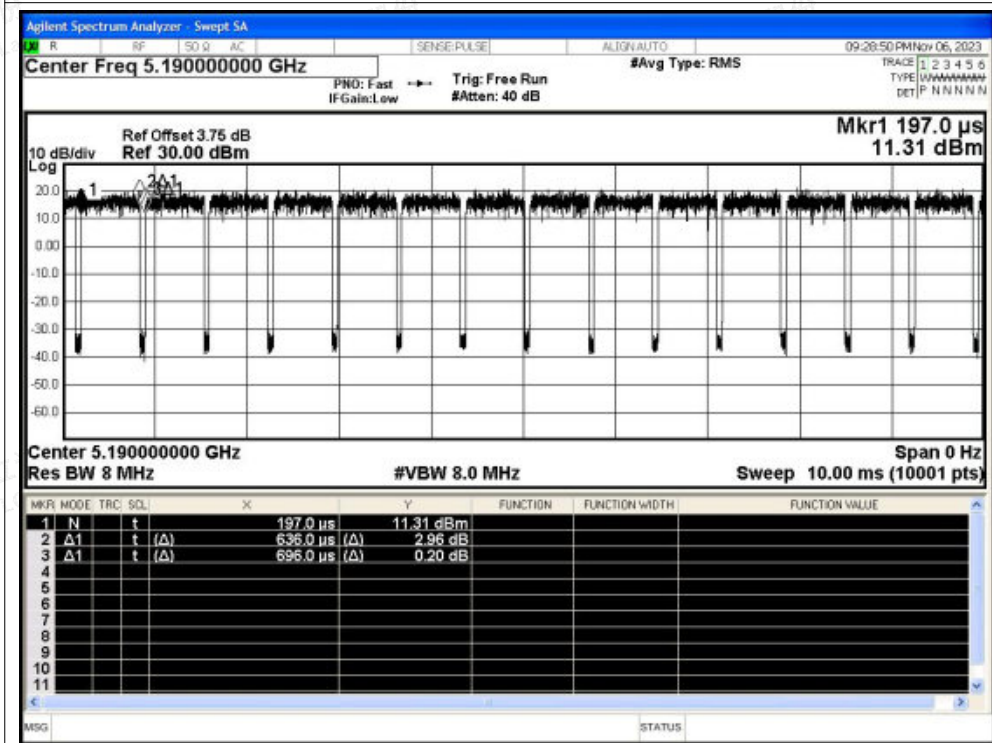 Agilent Spectrum Analyzer - Swept SA
LXI R RF 50 Ω AC SENSE:PULSE ALIGN AUTO 09:28:50 PM Nov 06, 2023
Center Freq 5.190000000 GHz
PNO: Fast
IFGain:Low
Trig: Free Run
#Atten: 40 dB
#Avg Type: RMS
TRACE 1 2 3 4 5 6
TYPE
DET P N N N N N
Mkr1 197.0 µs
11.31 dBm
Ref Offset 3.75 dB
10 dB/div Ref 30.00 dBm
Log
20.0
10.0
0.00
-10.0
-20.0
-30.0
-40.0
-50.0
-60.0
1
2Δ1
3Δ1
Center 5.190000000 GHz Span 0 Hz
Res BW 8 MHz #VBW 8.0 MHz Sweep 10.00 ms (10001 pts)
MKR MODE TRC SCL X Y FUNCTION FUNCTION WIDTH FUNCTION VALUE
1 N t 197.0 µs 11.31 dBm
2 Δ1 t (Δ) 636.0 µs (Δ) 2.96 dB
3 Δ1 t (Δ) 696.0 µs (Δ) 0.20 dB
4
5
6
7
8
9
10
11
MSG STATUS